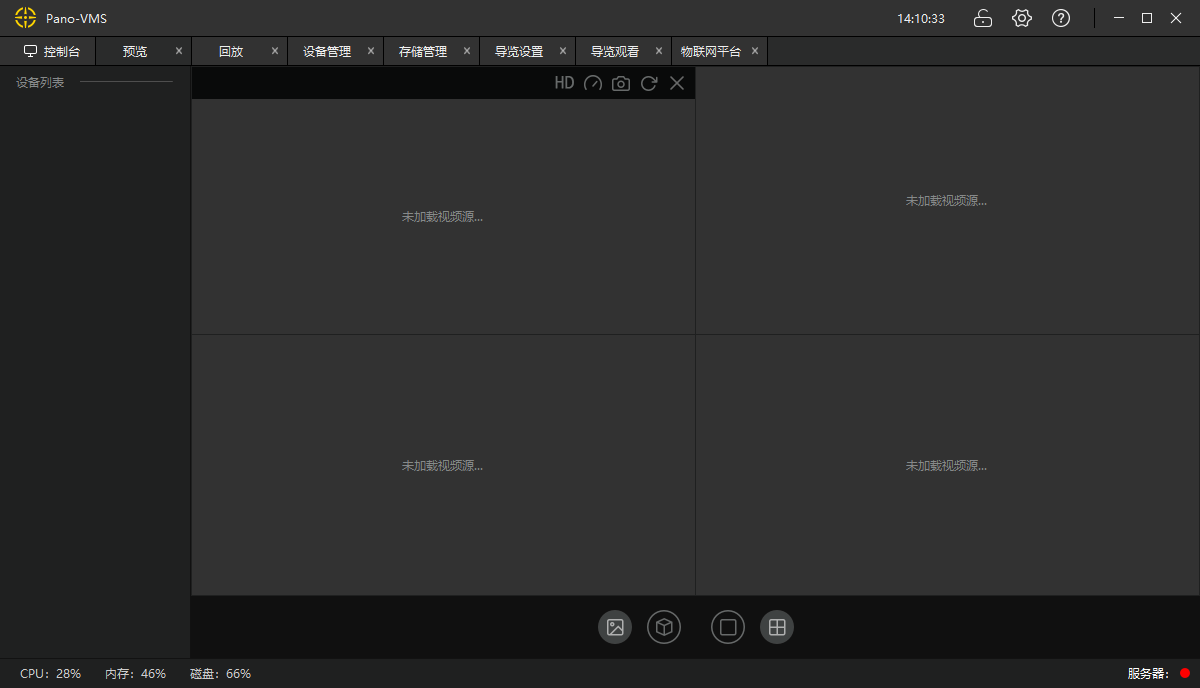 Pano-VMS 14:10:33
控制台 预览 回放 设备管理 存储管理 导览设置 导览观看 物联网平台
设备列表
HD
未加载视频源...
未加载视频源...
未加载视频源...
未加载视频源...
CPU: 28% 内存: 46% 磁盘: 66% 服务器: